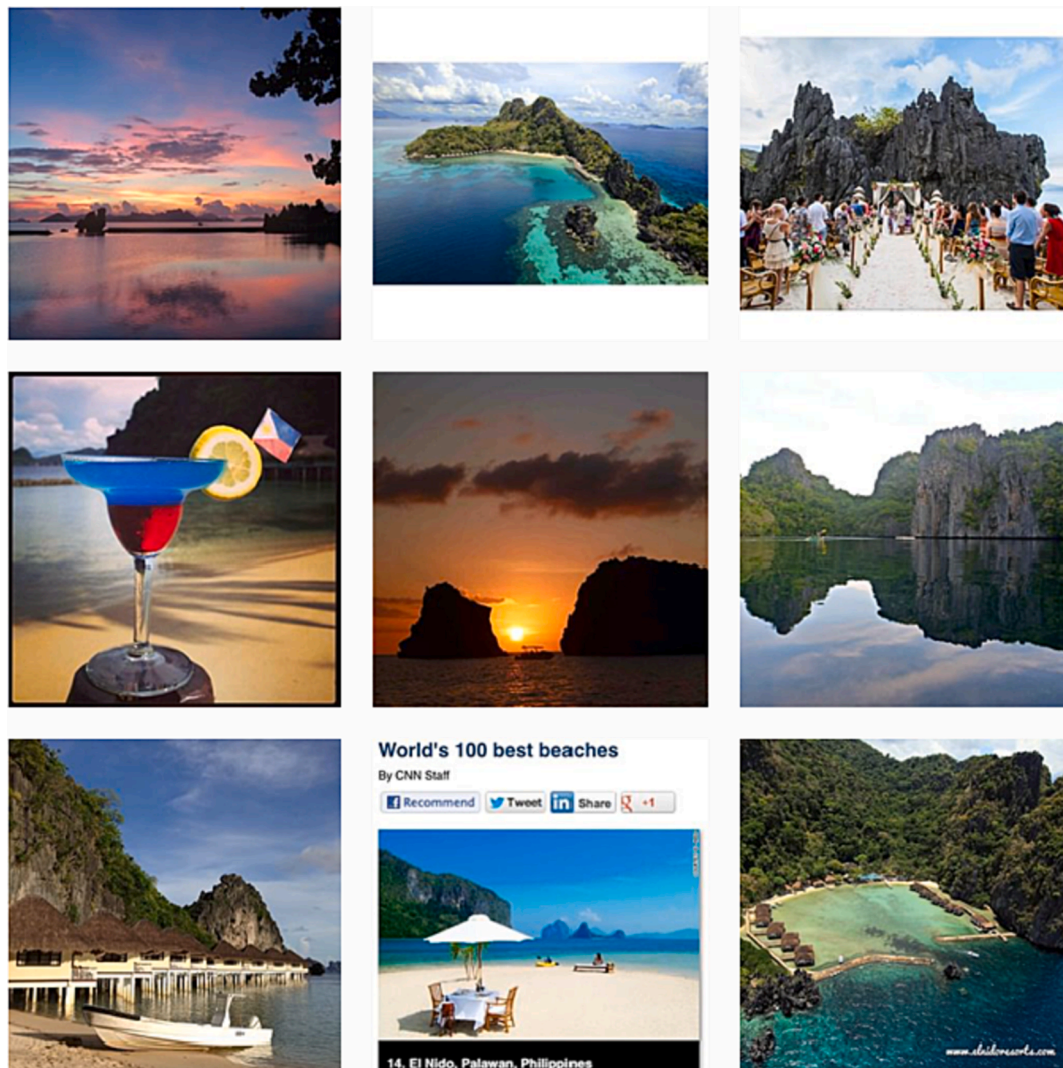 World's 100 best beaches
By CNN Staff
Recommend Tweet in Share g +1
14. El Nido, Palawan, Philippines
www.elnidoresorts.com